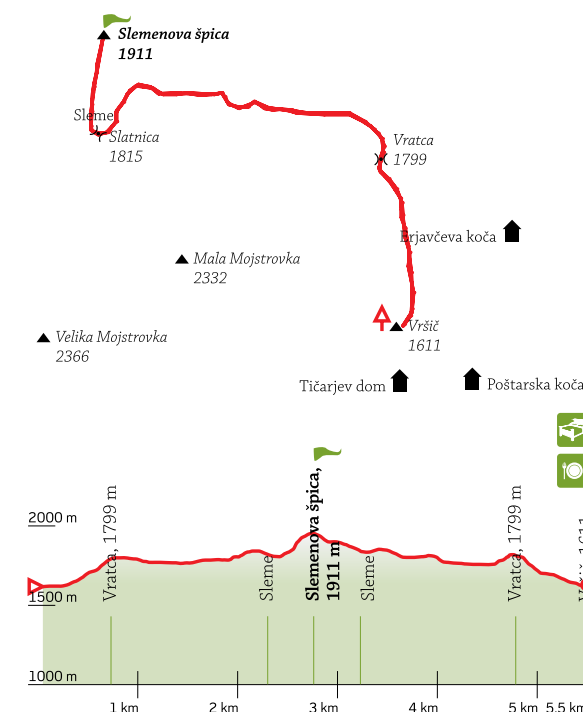 Slemenova špica
1911
Sleme
Slatnica
1815
Vratca
1799
Erjavčeva koča
Mala Mojstrovka
2332
Vršič
1611
Velika Mojstrovka
2366
Tičarjev dom
Poštarska koča
2000 m
1500 m
1000 m
Vratca, 1799 m
Sleme
Slemenova špica,
1911 m
Sleme
Vratca, 1799 m
1 km
2 km
3 km
4 km
5 km
5.5 km